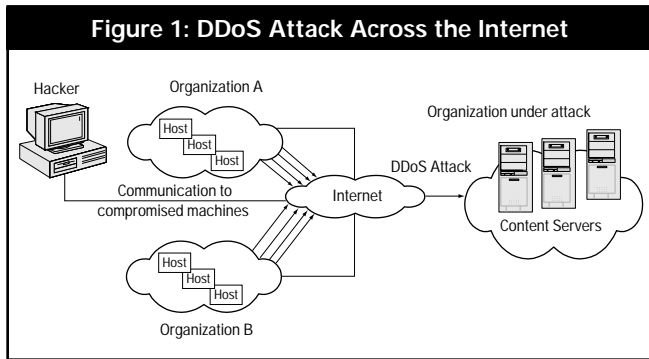 Figure 1: DDoS Attack Across the Internet
Hacker
Organization A
Host
Host
Host
Organization under attack
DDoS Attack
Internet
Communication to
compromised machines
Content Servers
Host
Host
Host
Organization B